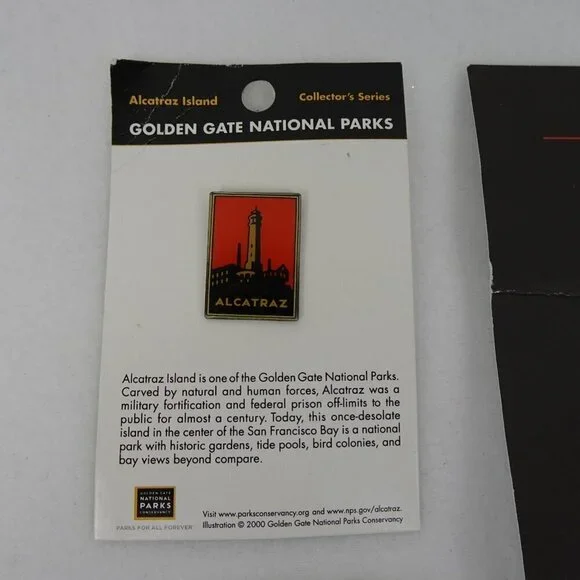 Alcatraz Island Collector's Series
GOLDEN GATE NATIONAL PARKS
ALCATRAZ
Alcatraz Island is one of the Golden Gate National Parks.
Carved by natural and human forces, Alcatraz was a
military fortification and federal prison off-limits to the
public for almost a century. Today, this once-desolate
island in the center of the San Francisco Bay is a national
park with historic gardens, tide pools, bird colonies, and
bay views beyond compare.
GOLDEN GATE
NATIONAL
PARKS
CONSERVANCY
PARKS FOR ALL FOREVER
Visit www.parksconservancy.org and www.nps.gov/alcatraz.
Illustration © 2000 Golden Gate National Parks Conservancy